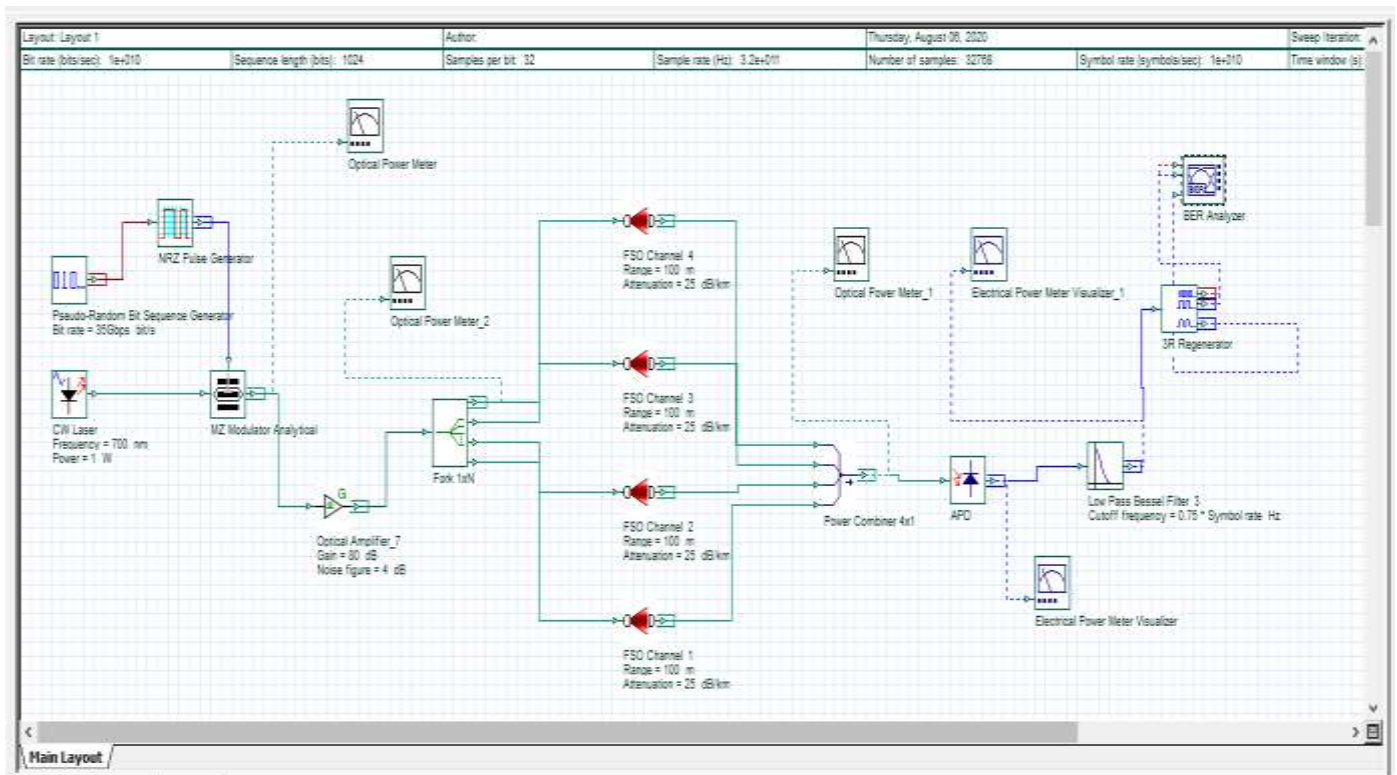 Layout: Layout 1
Author:
Thursday, August 06, 2020
Sweep Iteration:
Bit rate (bits/sec): 1e+010
Sequence length (bits): 1024
Samples per bit: 32
Sample rate (Hz): 3.2e+011
Number of samples: 32768
Symbol rate (symbols/sec): 1e+010
Time window (s)
Optical Power Meter
BER
BER Analyzer
NRZ Pulse Generator
FSO Channel 4
Range = 100 m
Attenuation = 25 dB/km
Optical Power Meter_1
Electrical Power Meter Visualizer_1
Pseudo-Random Bit Sequence Generator
Bit rate = 35Gbps bit/s
Optical Power Meter_2
3R Regenerator
FSO Channel 3
Range = 100 m
Attenuation = 25 dB/km
CW Laser
Frequency = 700 nm
Power = 1 W
MZ Modulator Analytical
Fork 1xN
G
Optical Amplifier_7
Gain = 80 dB
Noise figure = 4 dB
FSO Channel 2
Range = 100 m
Attenuation = 25 dB/km
Power Combiner 4x1
APD
Low Pass Bessel Filter_3
Cutoff frequency = 0.75 * Symbol rate Hz
Electrical Power Meter Visualizer
FSO Channel 1
Range = 100 m
Attenuation = 25 dB/km
Main Layout